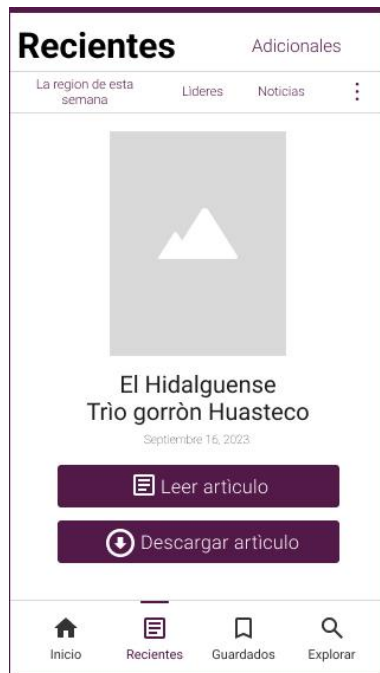 Recientes
Adicionales
La region de esta
semana
Lìderes
Noticias
El Hidalguense
Trìo gorròn Huasteco
Septiembre 16, 2023
Leer artìculo
Descargar artìculo
Inicio
Recientes
Guardados
Explorar